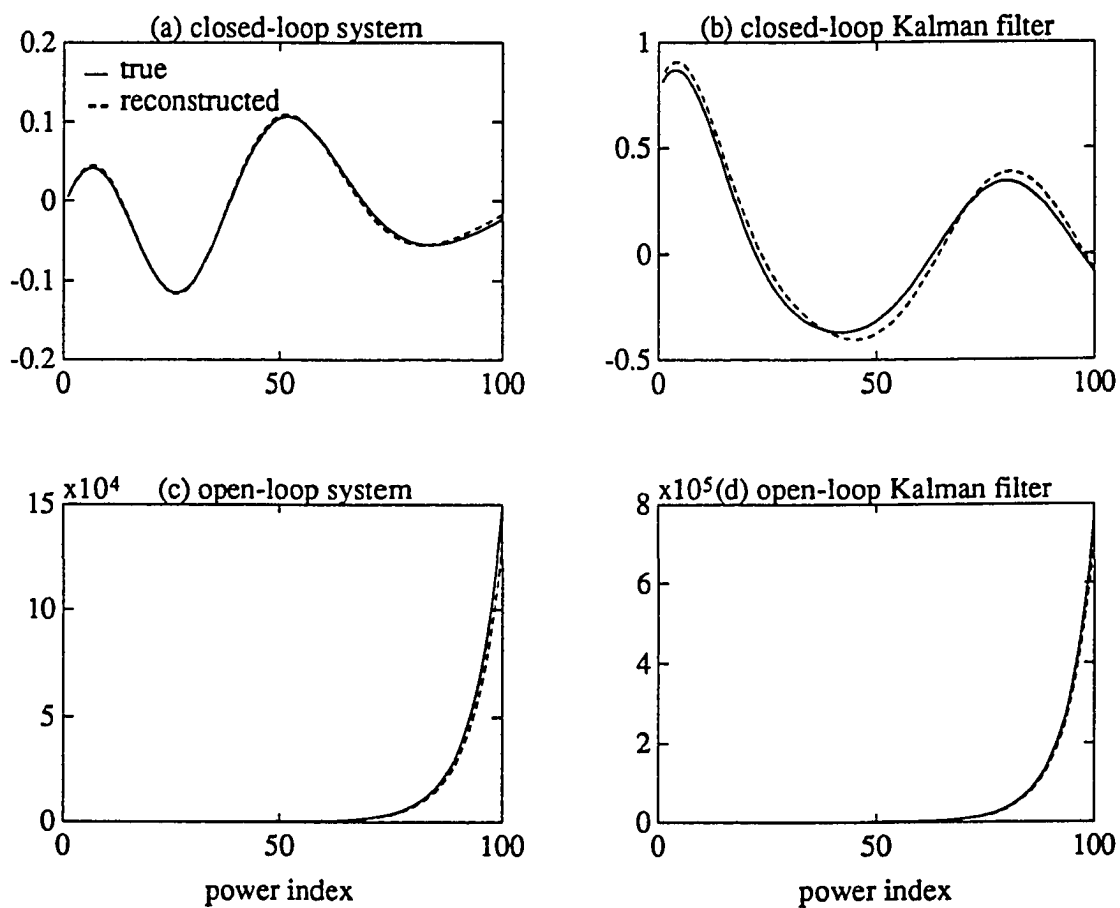 (a) closed-loop system
0.2
0.1
0
-0.1
-0.2
true
reconstructed
0 50 100
(b) closed-loop Kalman filter
1
0.5
0
-0.5
0 50 100
x10⁴ (c) open-loop system
15
10
5
0
0 50 100
power index
x10⁵ (d) open-loop Kalman filter
8
6
4
2
0
0 50 100
power index